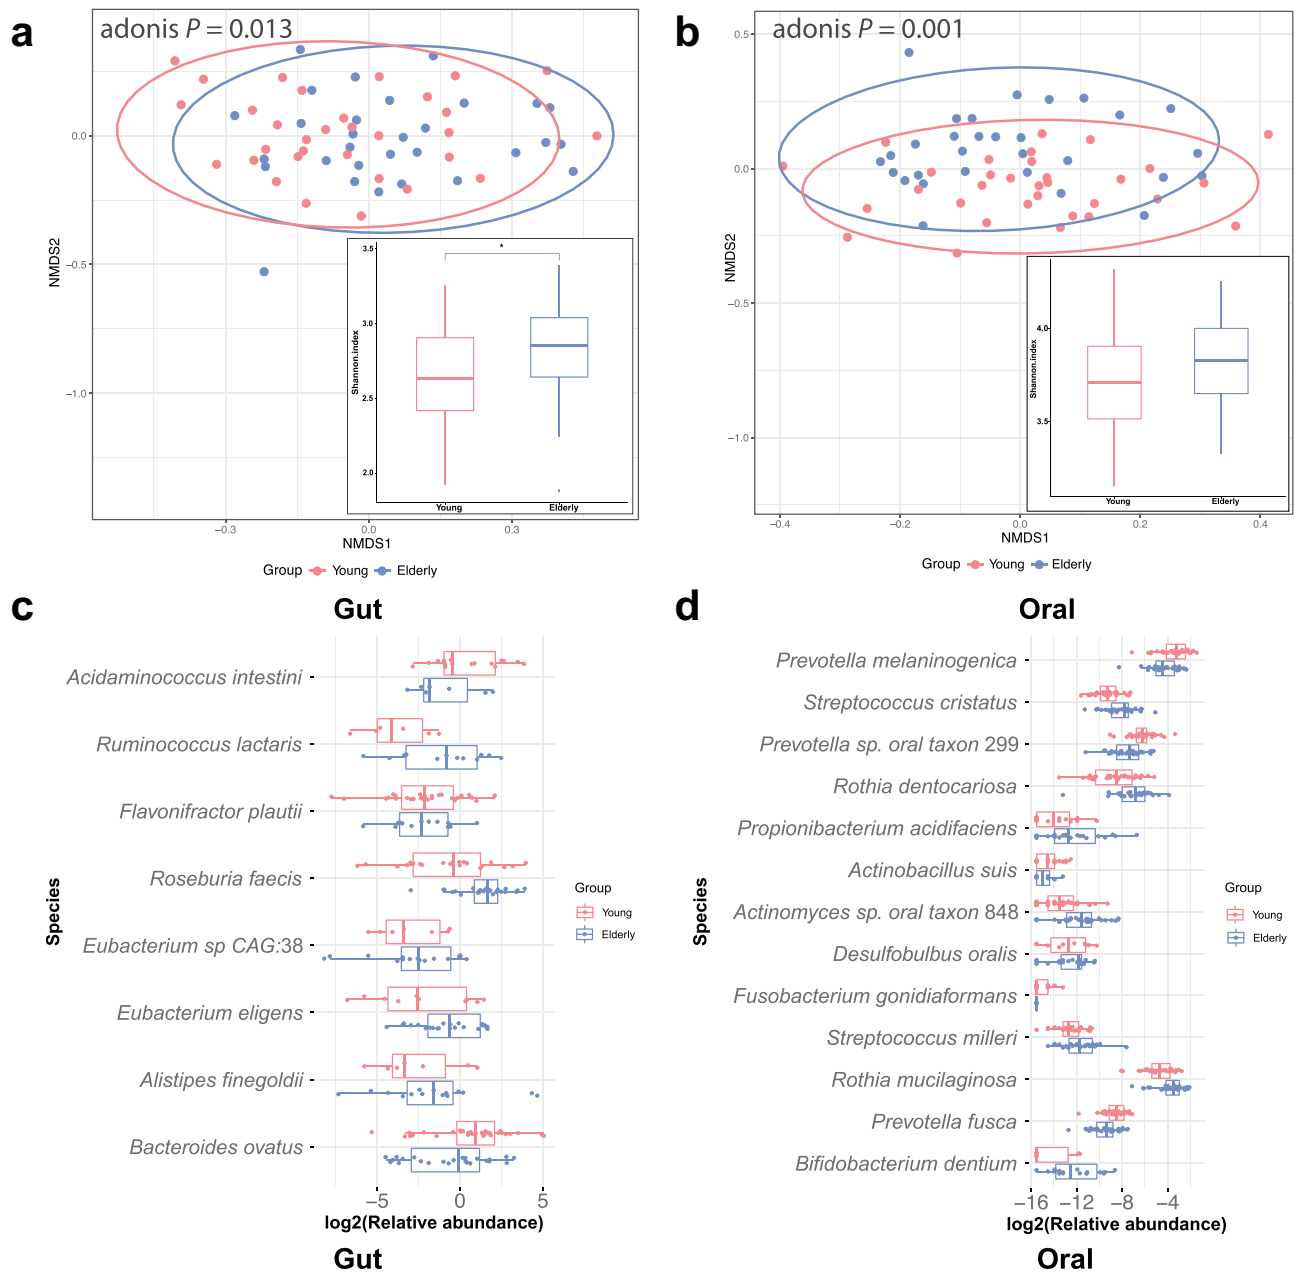 a
adonis P = 0.013
0.0
−0.5
−1.0
NMDS2
−0.3
0.0
0.3
NMDS1
3.5
3.0
2.5
2.0
Shannon.index
*
Young
Elderly
Group Young Elderly
Gut
b
adonis P = 0.001
0.5
0.0
−0.5
−1.0
NMDS2
−0.4
−0.2
0.0
0.2
0.4
NMDS1
4.0
3.5
Shannon.index
Young
Elderly
Group Young Elderly
Oral
c
Species
Acidaminococcus intestini
Ruminococcus lactaris
Flavonifractor plautii
Roseburia faecis
Eubacterium sp CAG:38
Eubacterium eligens
Alistipes finegoldii
Bacteroides ovatus
−5
0
5
log2(Relative abundance)
Group
Young
Elderly
Gut
d
Species
Prevotella melaninogenica
Streptococcus cristatus
Prevotella sp. oral taxon 299
Rothia dentocariosa
Propionibacterium acidifaciens
Actinobacillus suis
Actinomyces sp. oral taxon 848
Desulfobulbus oralis
Fusobacterium gonidiaformans
Streptococcus milleri
Rothia mucilaginosa
Prevotella fusca
Bifidobacterium dentium
−16
−12
−8
−4
log2(Relative abundance)
Group
Young
Elderly
Oral